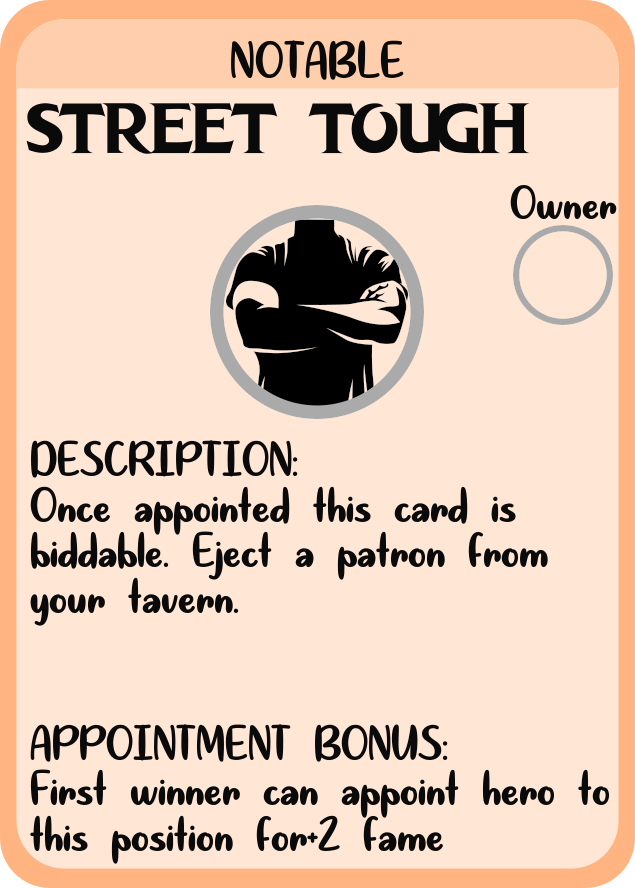 NOTABLE
STREET TOUGH
Owner
DESCRIPTION:
Once appointed this card is
biddable. Eject a patron from
your tavern.
APPOINTMENT BONUS:
First winner can appoint hero to
this position for+2 fame